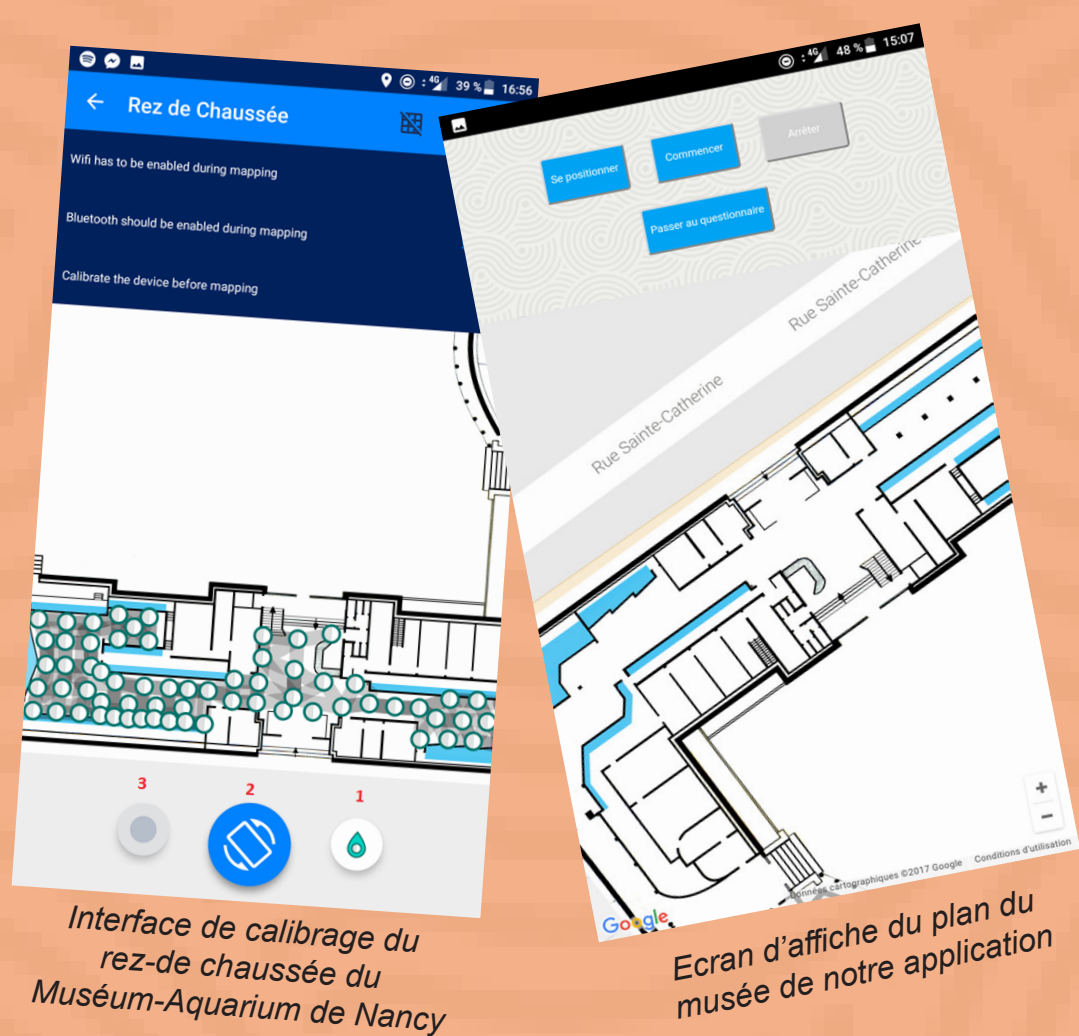 39 % 16:56
Rez de Chaussée
Wifi has to be enabled during mapping
Bluetooth should be enabled during mapping
Calibrate the device before mapping
3 2 1
Interface de calibrage du
rez-de chaussée du
Muséum-Aquarium de Nancy
4G 48 % 15:07
Se positionner Commencer Arrêter
Passer au questionnaire
Rue Sainte-Catherine
Rue Sainte-Catherine
+
−
Google Données cartographiques ©2017 Google Conditions d'utilisation
Ecran d'affiche du plan du
musée de notre application